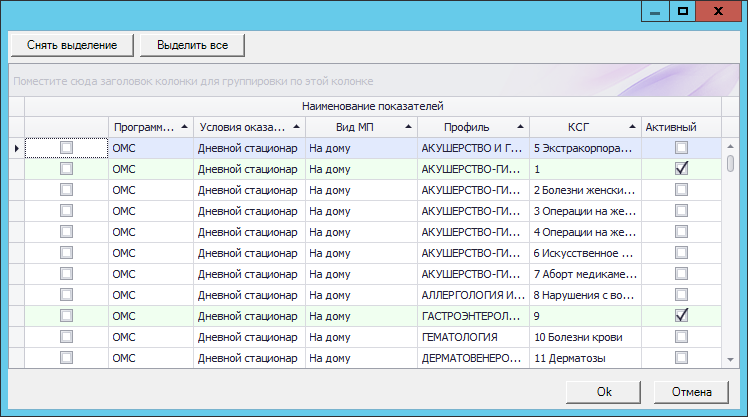 Снять выделение Выделить все
Поместите сюда заголовок колонки для группировки по этой колонке
Наименование показателей
Программ... Условия оказа... Вид МП Профиль КСГ Активный
ОМС Дневной стационар На дому АКУШЕРСТВО И Г... 5 Экстракорпора...
ОМС Дневной стационар На дому АКУШЕРСТВО-ГИ... 1
ОМС Дневной стационар На дому АКУШЕРСТВО-ГИ... 2 Болезни женски...
ОМС Дневной стационар На дому АКУШЕРСТВО-ГИ... 3 Операции на же...
ОМС Дневной стационар На дому АКУШЕРСТВО-ГИ... 4 Операции на же...
ОМС Дневной стационар На дому АКУШЕРСТВО-ГИ... 6 Искусственное ...
ОМС Дневной стационар На дому АКУШЕРСТВО-ГИ... 7 Аборт медикаме...
ОМС Дневной стационар На дому АЛЛЕРГОЛОГИЯ И... 8 Нарушения с во...
ОМС Дневной стационар На дому ГАСТРОЭНТЕРОЛ... 9
ОМС Дневной стационар На дому ГЕМАТОЛОГИЯ 10 Болезни крови
ОМС Дневной стационар На дому ДЕРМАТОВЕНЕРО... 11 Дерматозы
Ok Отмена